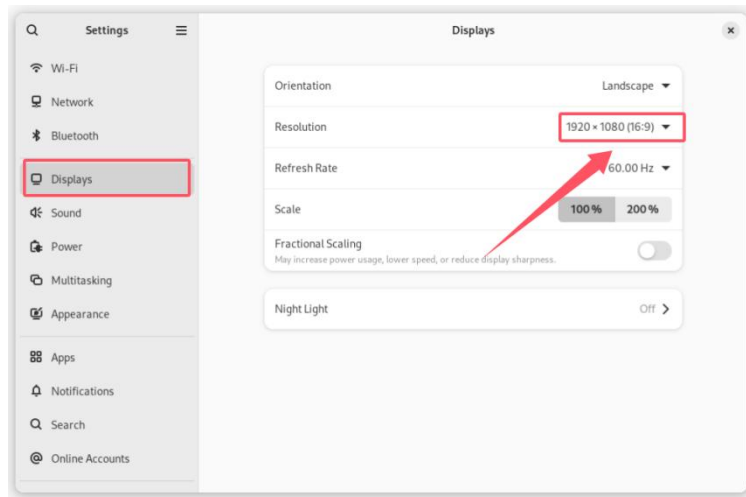 Settings
Displays
Wi-Fi
Network
Bluetooth
Displays
Sound
Power
Multitasking
Appearance
Apps
Notifications
Search
Online Accounts
Orientation
Landscape
Resolution
1920 × 1080 (16:9)
Refresh Rate
60.00 Hz
Scale
100 %
200 %
Fractional Scaling
May increase power usage, lower speed, or reduce display sharpness.
Night Light
Off